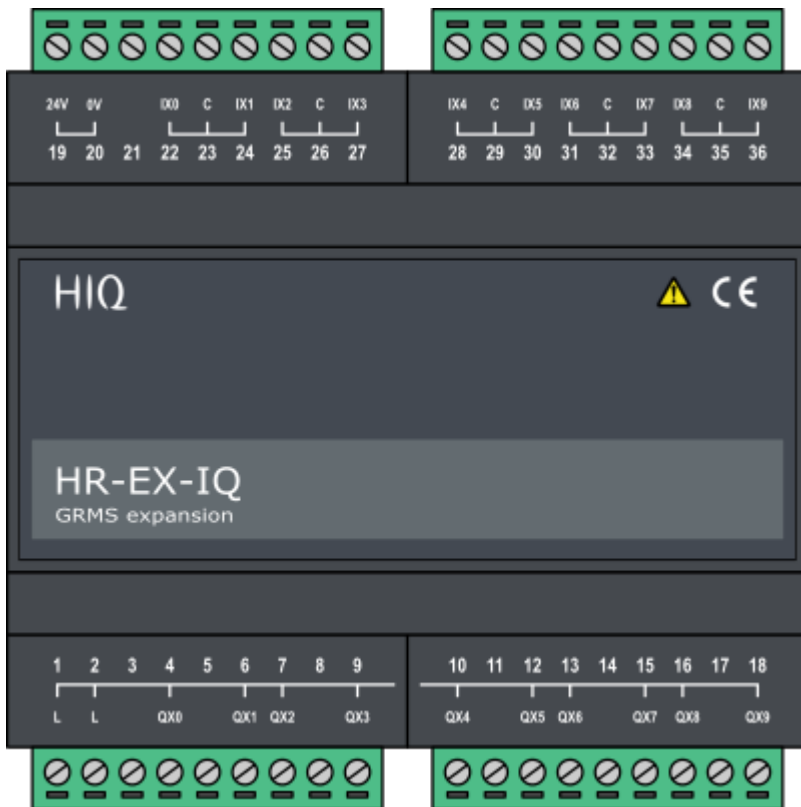 24V 0V IX0 C IX1 IX2 C IX3 IX4 C IX5 IX6 C IX7 IX8 C IX9
19 20 21 22 23 24 25 26 27 28 29 30 31 32 33 34 35 36
HIQ CE
HR-EX-IQ
GRMS expansion
1 2 3 4 5 6 7 8 9 10 11 12 13 14 15 16 17 18
L L QX0 QX1 QX2 QX3 QX4 QX5 QX6 QX7 QX8 QX9